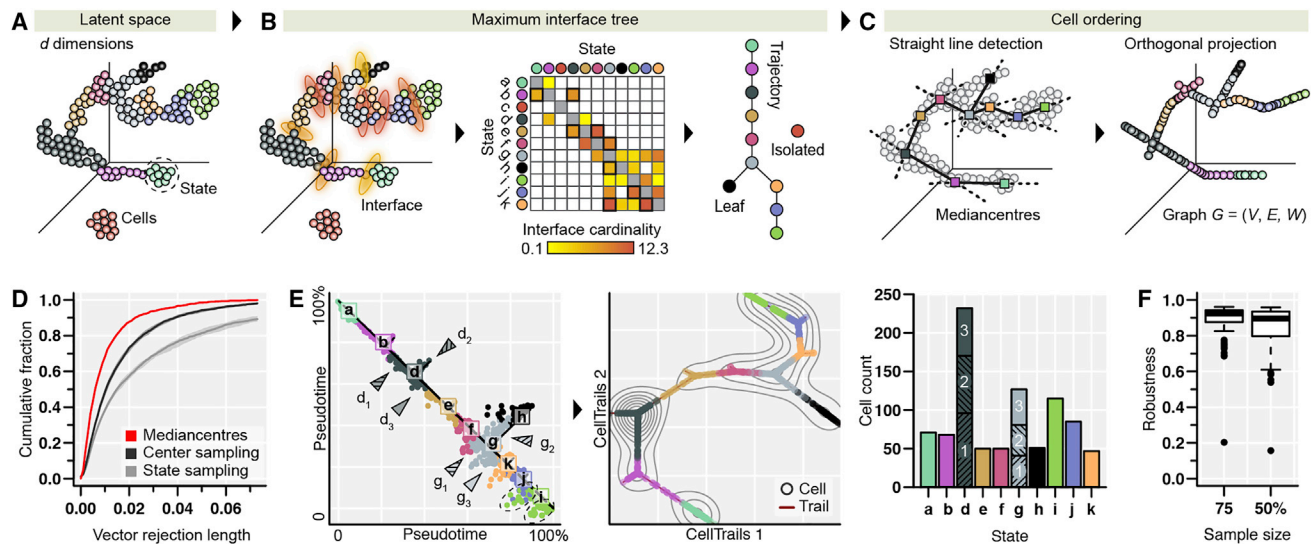 A
Latent space
d dimensions
State
Cells
B
Maximum interface tree
Interface
State
State
a
b
c
d
e
f
g
h
i
j
k
Interface cardinality
0.1
12.3
Trajectory
Isolated
Leaf
C
Cell ordering
Straight line detection
Orthogonal projection
Mediancentres
Graph G = (V, E, W)
D
Cumulative fraction
1.0
0.8
0.6
0.4
0.2
0.0
Mediancentres
Center sampling
State sampling
0.00 0.02 0.04 0.06
Vector rejection length
E
100%
Pseudotime
0
a
b
d
e
f
g
h
k
j
i
d2
d1
d3
g2
g1
g3
0
Pseudotime
100%
CellTrails 2
Cell
Trail
CellTrails 1
Cell count
250
200
150
100
50
0
3
2
1
3
2
1
a b d e f g h i j k
State
F
Robustness
1.0
0.8
0.6
0.4
0.2
0.0
75 50%
Sample size